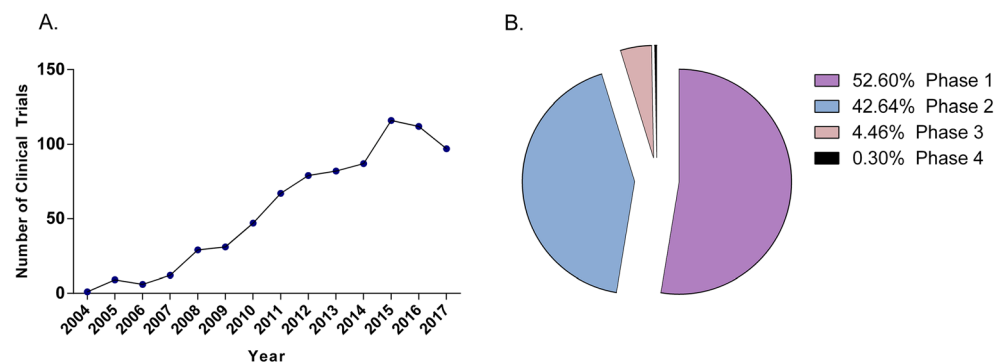 A.
Number of Clinical Trials
150
100
50
0
2004
2005
2006
2007
2008
2009
2010
2011
2012
2013
2014
2015
2016
2017
Year
B.
52.60% Phase 1
42.64% Phase 2
4.46% Phase 3
0.30% Phase 4